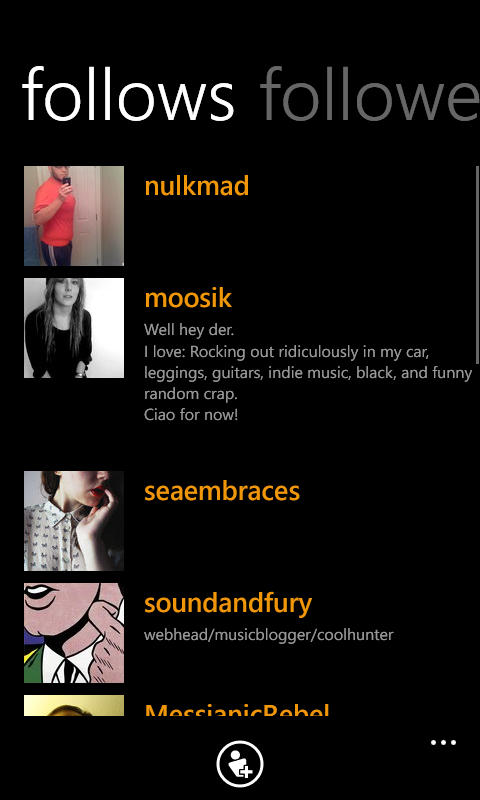 follows followe
nulkmad
moosik
Well hey der.
I love: Rocking out ridiculously in my car,
leggings, guitars, indie music, black, and funny
random crap.
Ciao for now!
seaembraces
soundandfury
webhead/musicblogger/coolhunter
MessianicRebel